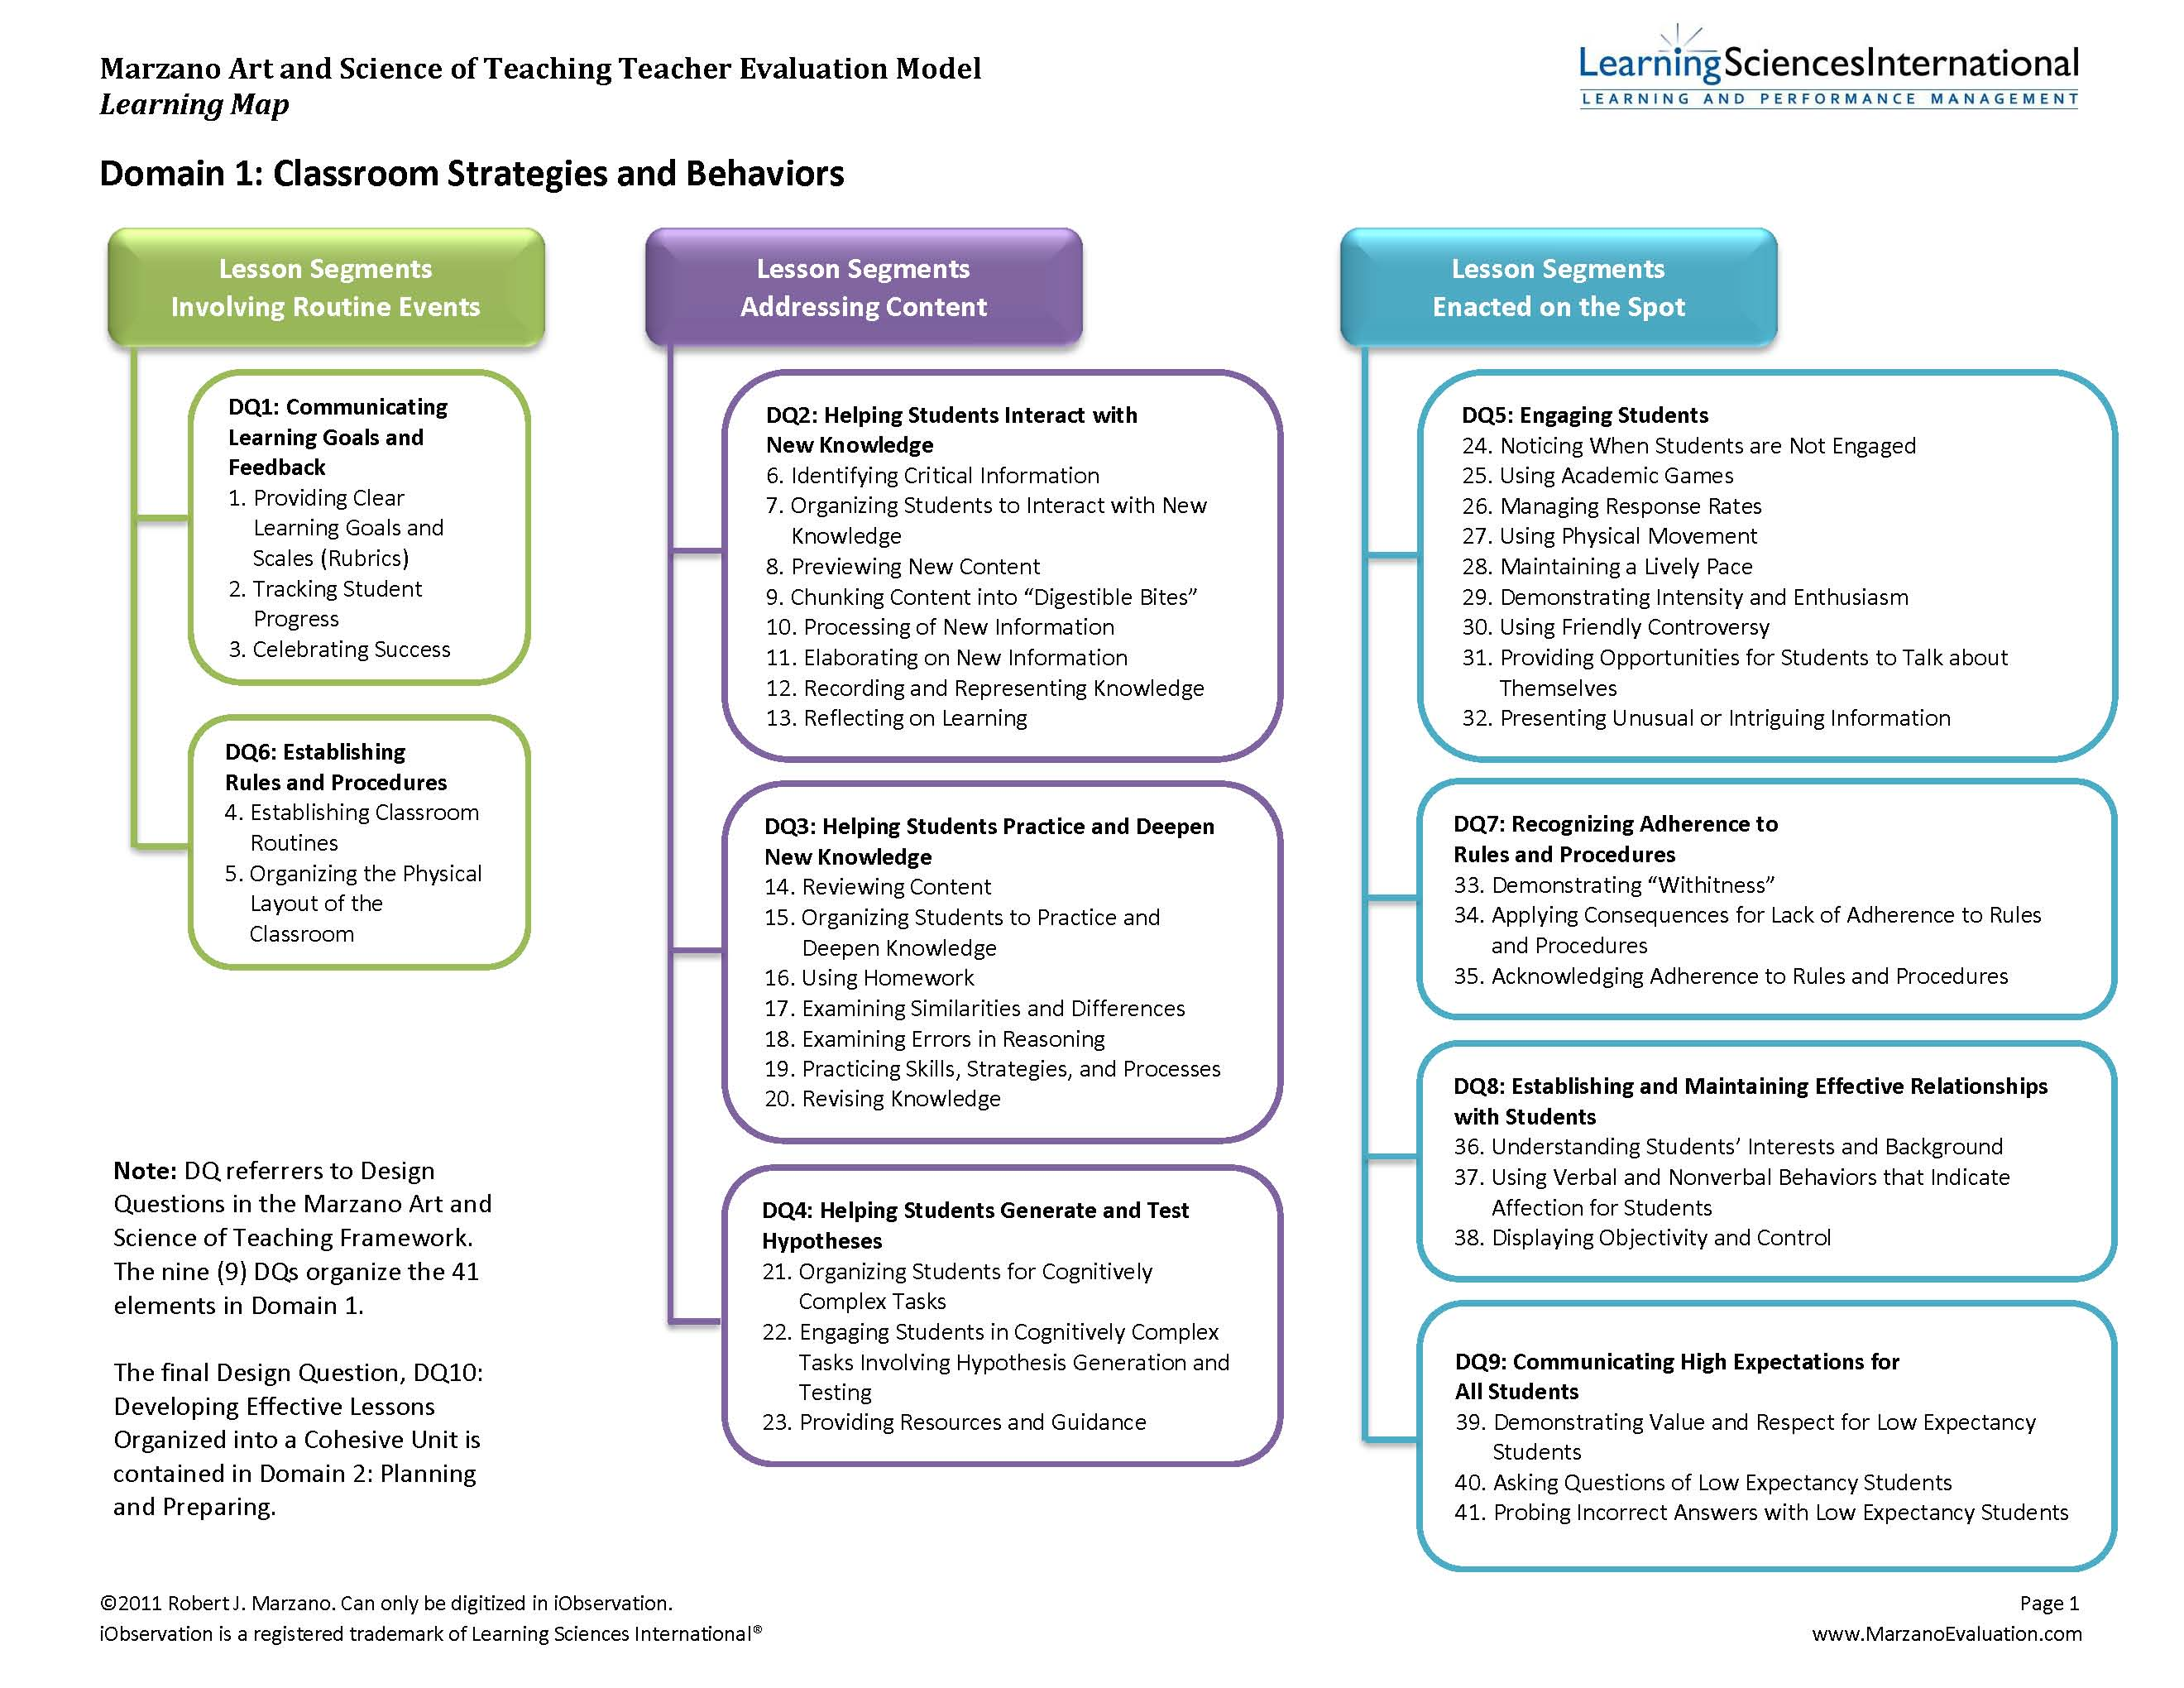 Marzano Art and Science of Teaching Teacher Evaluation Model
Learning Map
LearningSciencesInternational
LEARNING AND PERFORMANCE MANAGEMENT
Domain 1: Classroom Strategies and Behaviors
Lesson Segments
Involving Routine Events
DQ1: Communicating
Learning Goals and
Feedback
1. Providing Clear
Learning Goals and
Scales (Rubrics)
2. Tracking Student
Progress
3. Celebrating Success
DQ6: Establishing
Rules and Procedures
4. Establishing Classroom
Routines
5. Organizing the Physical
Layout of the
Classroom
Note: DQ referrers to Design
Questions in the Marzano Art and
Science of Teaching Framework.
The nine (9) DQs organize the 41
elements in Domain 1.
The final Design Question, DQ10:
Developing Effective Lessons
Organized into a Cohesive Unit is
contained in Domain 2: Planning
and Preparing.
Lesson Segments
Addressing Content
DQ2: Helping Students Interact with
New Knowledge
6. Identifying Critical Information
7. Organizing Students to Interact with New
Knowledge
8. Previewing New Content
9. Chunking Content into “Digestible Bites”
10. Processing of New Information
11. Elaborating on New Information
12. Recording and Representing Knowledge
13. Reflecting on Learning
DQ3: Helping Students Practice and Deepen
New Knowledge
14. Reviewing Content
15. Organizing Students to Practice and
Deepen Knowledge
16. Using Homework
17. Examining Similarities and Differences
18. Examining Errors in Reasoning
19. Practicing Skills, Strategies, and Processes
20. Revising Knowledge
DQ4: Helping Students Generate and Test
Hypotheses
21. Organizing Students for Cognitively
Complex Tasks
22. Engaging Students in Cognitively Complex
Tasks Involving Hypothesis Generation and
Testing
23. Providing Resources and Guidance
Lesson Segments
Enacted on the Spot
DQ5: Engaging Students
24. Noticing When Students are Not Engaged
25. Using Academic Games
26. Managing Response Rates
27. Using Physical Movement
28. Maintaining a Lively Pace
29. Demonstrating Intensity and Enthusiasm
30. Using Friendly Controversy
31. Providing Opportunities for Students to Talk about
Themselves
32. Presenting Unusual or Intriguing Information
DQ7: Recognizing Adherence to
Rules and Procedures
33. Demonstrating “Withitness”
34. Applying Consequences for Lack of Adherence to Rules
and Procedures
35. Acknowledging Adherence to Rules and Procedures
DQ8: Establishing and Maintaining Effective Relationships
with Students
36. Understanding Students’ Interests and Background
37. Using Verbal and Nonverbal Behaviors that Indicate
Affection for Students
38. Displaying Objectivity and Control
DQ9: Communicating High Expectations for
All Students
39. Demonstrating Value and Respect for Low Expectancy
Students
40. Asking Questions of Low Expectancy Students
41. Probing Incorrect Answers with Low Expectancy Students
©2011 Robert J. Marzano. Can only be digitized in iObservation.
iObservation is a registered trademark of Learning Sciences International®
Page 1
www.MarzanoEvaluation.com